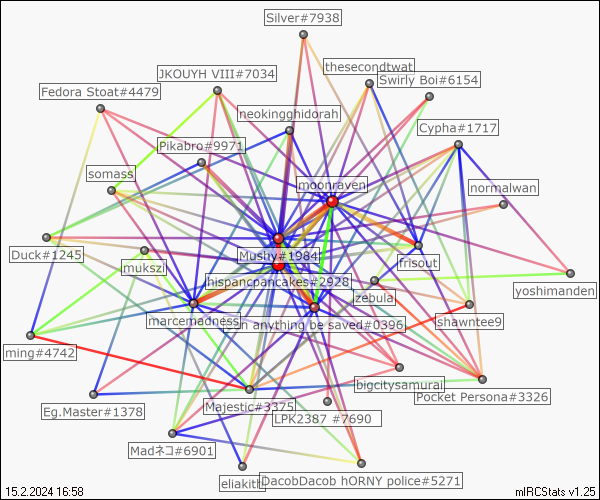 Silver#7938
thesecondtwat
JKOUYH VIII#7034
Swirly Boi#6154
Fedora Stoat#4479
neokingghidorah
Cypha#1717
Pikabro#9971
somass
moonraven
normalwan
Duck#1245
Mushy#1984
mukszi
frisout
hispancpancakes#2928
yoshimanden
zebula
marcemadness
n anything be saved#0396
shawntee9
ming#4742
bigcitysamurai
Pocket Persona#3326
Majestic#3375
Eg.Master#1378
LPK2387 #7690
Madネコ#6901
eliakitt
DacobDacob hORNY police#5271
15.2.2024 16:58
mIRCStats v1.25